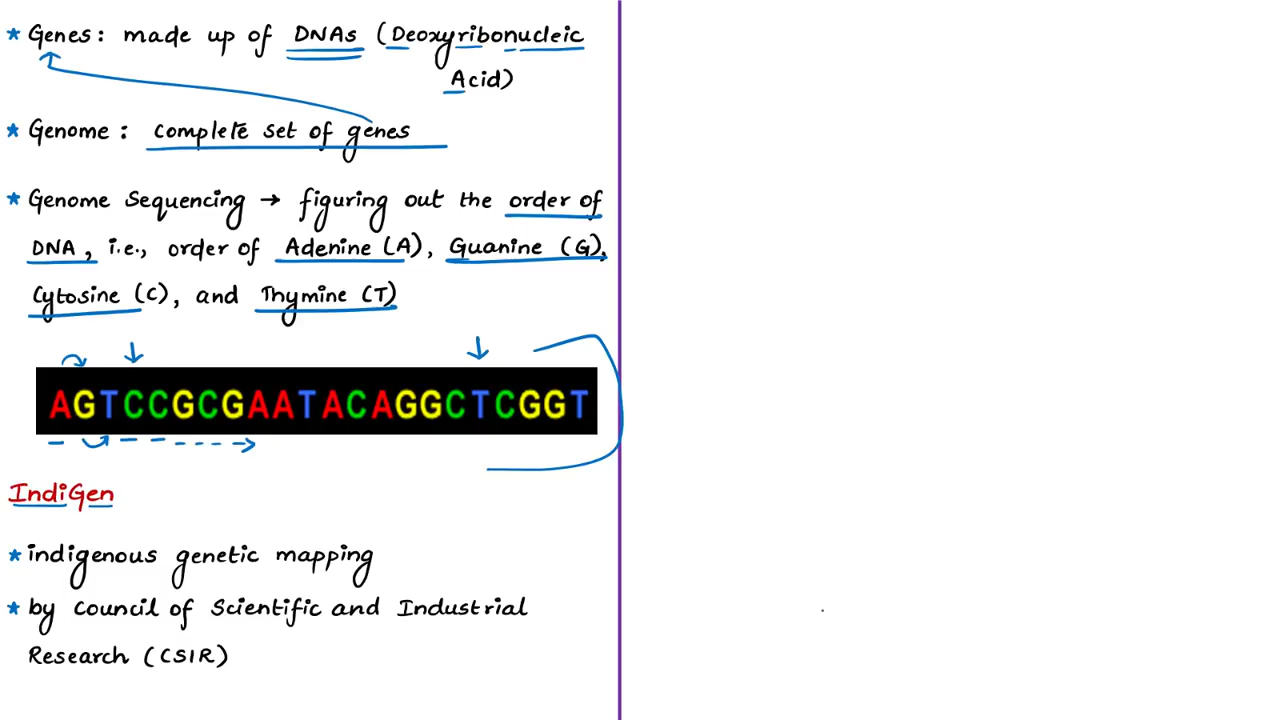 * Genes: made up of DNAs (Deoxyribonucleic
Acid)
* Genome: complete set of genes
* Genome Sequencing → figuring out the order of
DNA, i.e., order of Adenine (A), Guanine (G),
Cytosine (C), and Thymine (T)
AGTCCGCGAATACAGGCTCGGT
IndiGen
* indigenous genetic mapping
* by Council of Scientific and Industrial
Research (CSIR)